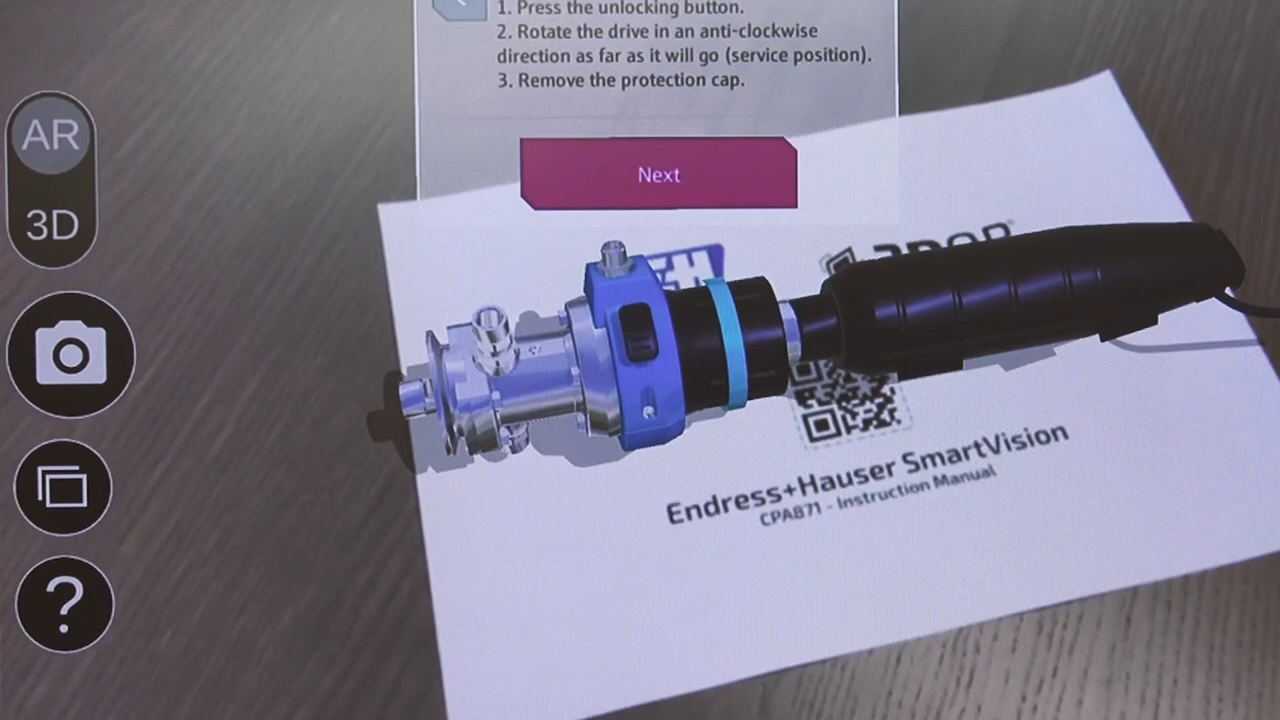 1. Press the unlocking button.
2. Rotate the drive in an anti-clockwise
direction as far as it will go (service position).
3. Remove the protection cap.
AR
Next
3D
Endress+Hauser SmartVision
CPA871 - Instruction Manual
?